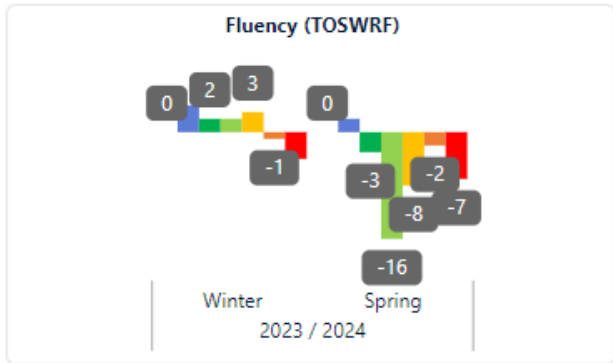 Fluency (TOSWRF)
0 2 3 -1
0 -3 -16 -8 -2 -7
Winter Spring
2023 / 2024